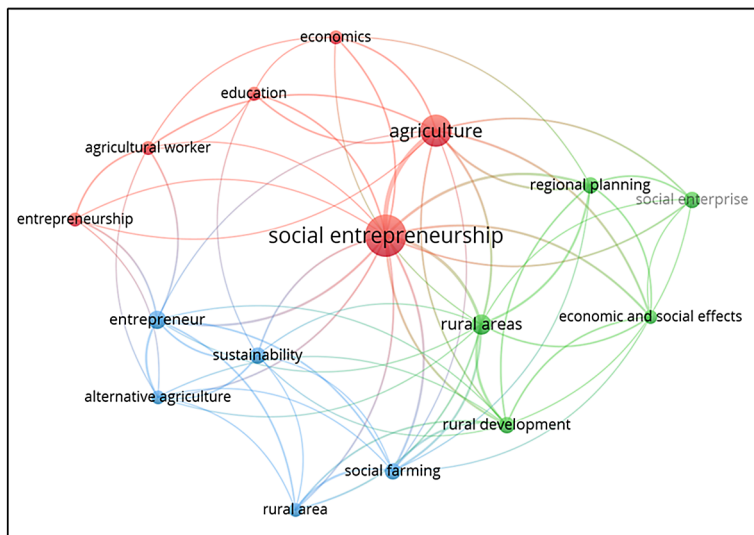 economics
education
agriculture
agricultural worker
regional planning
social enterprise
entrepreneurship
social entrepreneurship
entrepreneur
rural areas
economic and social effects
sustainability
alternative agriculture
rural development
social farming
rural area